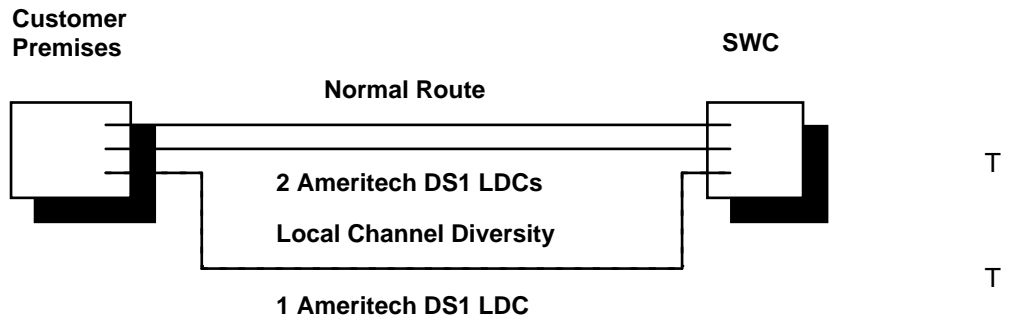 Customer
Premises
SWC
Normal Route
2 Ameritech DS1 LDCs
T
Local Channel Diversity
T
1 Ameritech DS1 LDC